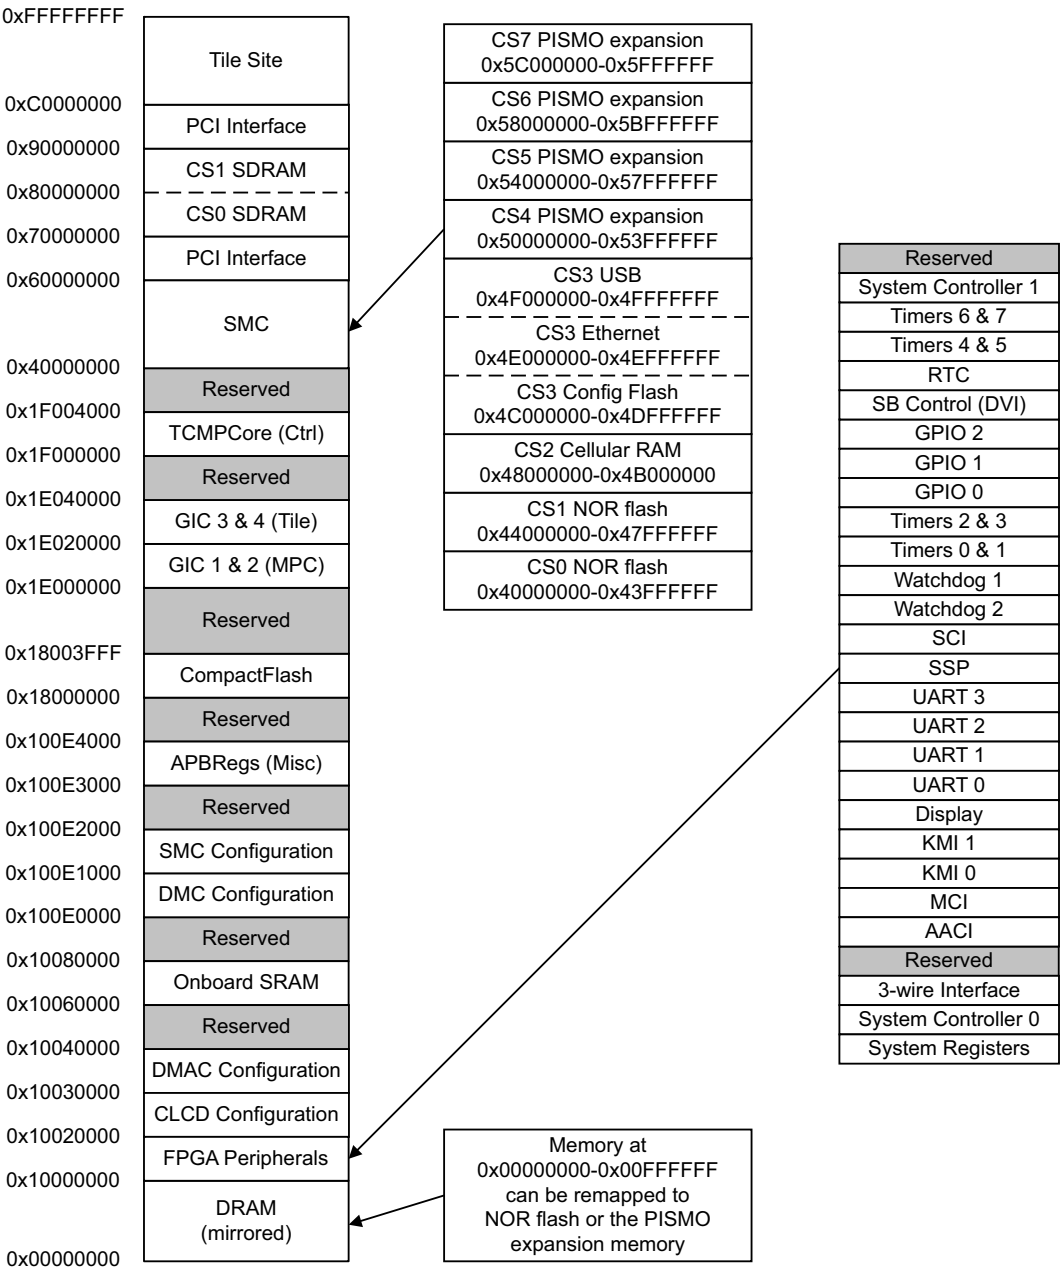 0xFFFFFFFF
Tile Site
0xC0000000
PCI Interface
0x90000000
CS1 SDRAM
0x80000000
CS0 SDRAM
0x70000000
PCI Interface
0x60000000
SMC
0x40000000
Reserved
0x1F004000
TCMPCore (Ctrl)
0x1F000000
Reserved
0x1E040000
GIC 3 & 4 (Tile)
0x1E020000
GIC 1 & 2 (MPC)
0x1E000000
Reserved
0x18003FFF
CompactFlash
0x18000000
Reserved
0x100E4000
APBRegs (Misc)
0x100E3000
Reserved
0x100E2000
SMC Configuration
0x100E1000
DMC Configuration
0x100E0000
Reserved
0x10080000
Onboard SRAM
0x10060000
Reserved
0x10040000
DMAC Configuration
0x10030000
CLCD Configuration
0x10020000
FPGA Peripherals
0x10000000
DRAM
(mirrored)
0x00000000
CS7 PISMO expansion
0x5C000000-0x5FFFFFFF
CS6 PISMO expansion
0x58000000-0x5BFFFFFF
CS5 PISMO expansion
0x54000000-0x57FFFFFF
CS4 PISMO expansion
0x50000000-0x53FFFFFF
CS3 USB
0x4F000000-0x4FFFFFFF
CS3 Ethernet
0x4E000000-0x4EFFFFFF
CS3 Config Flash
0x4C000000-0x4DFFFFFF
CS2 Cellular RAM
0x48000000-0x4B000000
CS1 NOR flash
0x44000000-0x47FFFFFF
CS0 NOR flash
0x40000000-0x43FFFFFF
Memory at
0x00000000-0x00FFFFFF
can be remapped to
NOR flash or the PISMO
expansion memory
Reserved
System Controller 1
Timers 6 & 7
Timers 4 & 5
RTC
SB Control (DVI)
GPIO 2
GPIO 1
GPIO 0
Timers 2 & 3
Timers 0 & 1
Watchdog 1
Watchdog 2
SCI
SSP
UART 3
UART 2
UART 1
UART 0
Display
KMI 1
KMI 0
MCI
AACI
Reserved
3-wire Interface
System Controller 0
System Registers